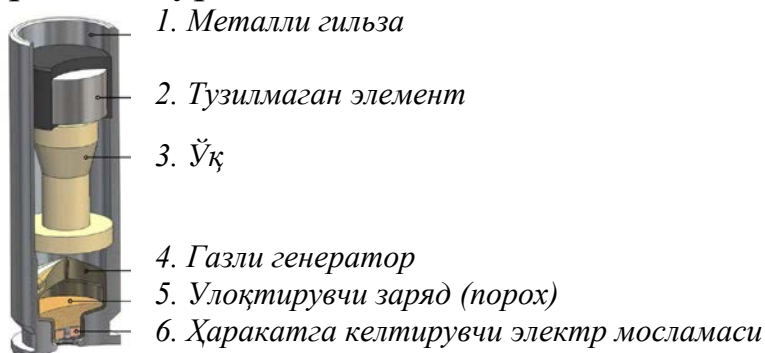 1. Металли гильза
2. Тузилмаган элемент
3. Ўқ
4. Газли генератор
5. Улоқтирувчи заряд (порох)
6. Ҳаракатга келтирувчи электр мосламаси